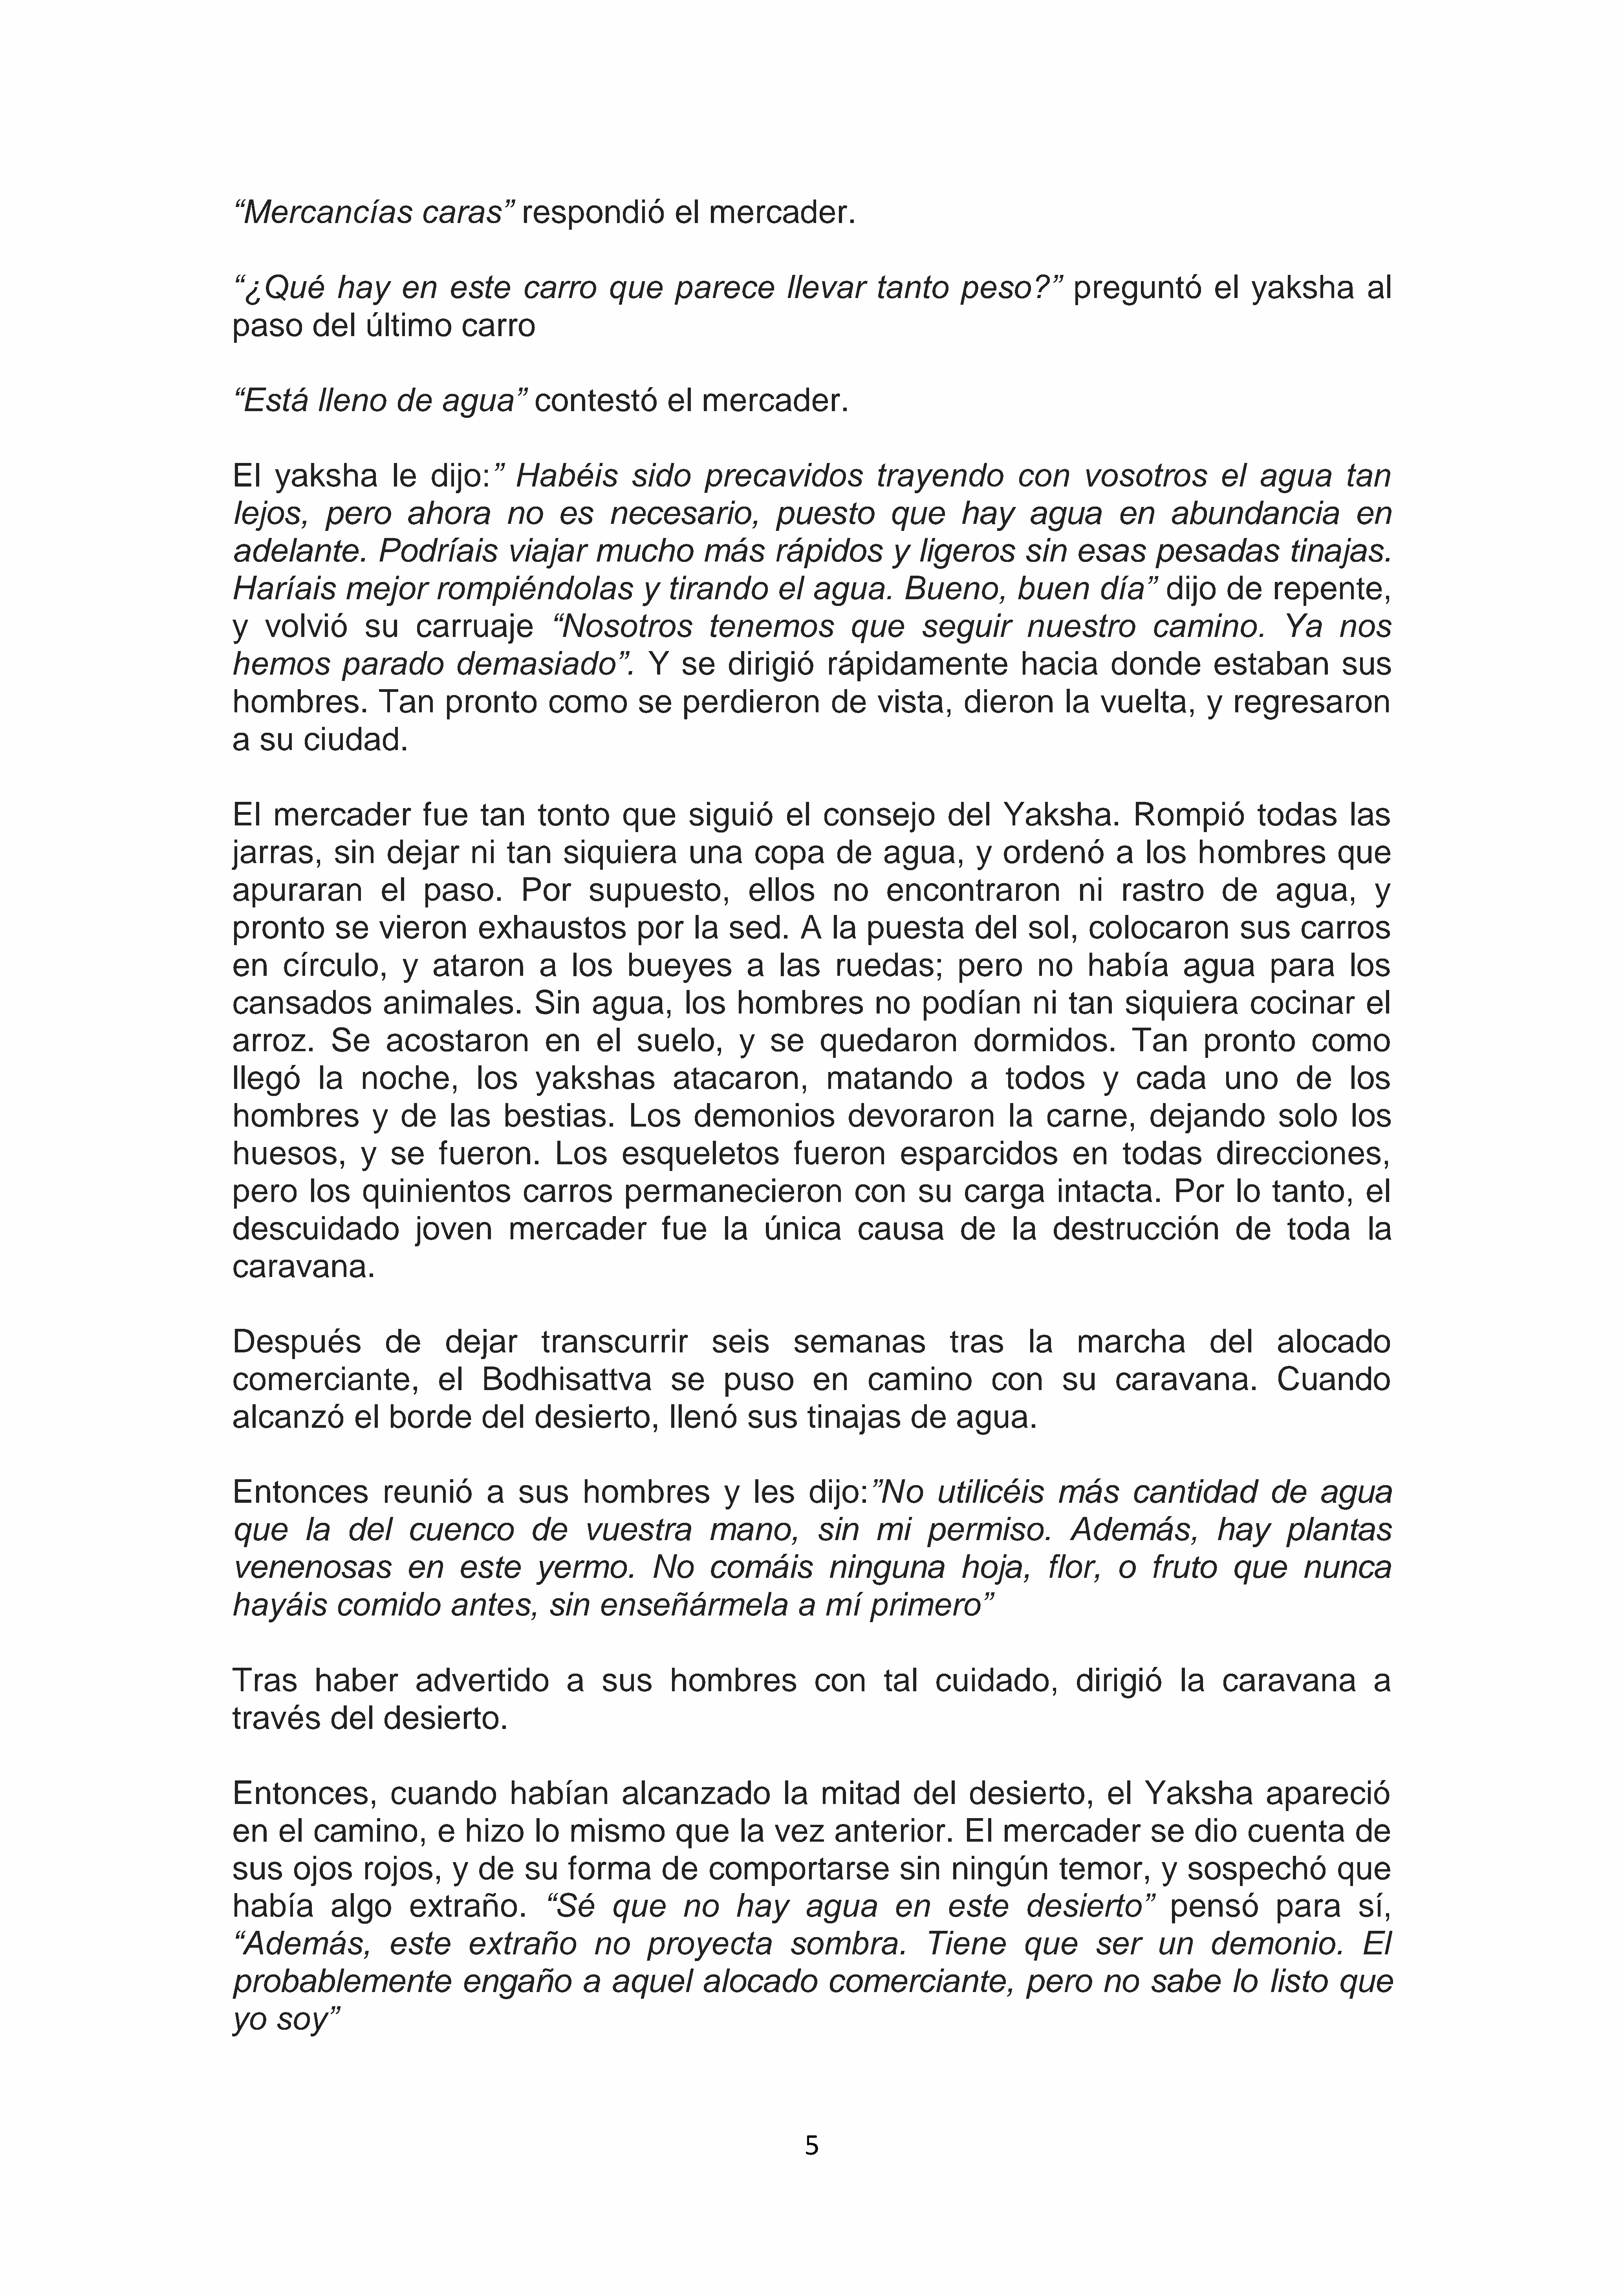 “Mercancías caras” respondió el mercader.
“¿Qué hay en este carro que parece llevar tanto peso?” preguntó el yaksha al
paso del último carro
“Está lleno de agua” contestó el mercader.
El yaksha le dijo:” Habéis sido precavidos trayendo con vosotros el agua tan
lejos, pero ahora no es necesario, puesto que hay agua en abundancia en
adelante. Podríais viajar mucho más rápidos y ligeros sin esas pesadas tinajas.
Haríais mejor rompiéndolas y tirando el agua. Bueno, buen día” dijo de repente,
y volvió su carruaje “Nosotros tenemos que seguir nuestro camino. Ya nos
hemos parado demasiado”. Y se dirigió rápidamente hacia donde estaban sus
hombres. Tan pronto como se perdieron de vista, dieron la vuelta, y regresaron
a su ciudad.
El mercader fue tan tonto que siguió el consejo del Yaksha. Rompió todas las
jarras, sin dejar ni tan siquiera una copa de agua, y ordenó a los hombres que
apuraran el paso. Por supuesto, ellos no encontraron ni rastro de agua, y
pronto se vieron exhaustos por la sed. A la puesta del sol, colocaron sus carros
en círculo, y ataron a los bueyes a las ruedas; pero no había agua para los
cansados animales. Sin agua, los hombres no podían ni tan siquiera cocinar el
arroz. Se acostaron en el suelo, y se quedaron dormidos. Tan pronto como
llegó la noche, los yakshas atacaron, matando a todos y cada uno de los
hombres y de las bestias. Los demonios devoraron la carne, dejando solo los
huesos, y se fueron. Los esqueletos fueron esparcidos en todas direcciones,
pero los quinientos carros permanecieron con su carga intacta. Por lo tanto, el
descuidado joven mercader fue la única causa de la destrucción de toda la
caravana.
Después de dejar transcurrir seis semanas tras la marcha del alocado
comerciante, el Bodhisattva se puso en camino con su caravana. Cuando
alcanzó el borde del desierto, llenó sus tinajas de agua.
Entonces reunió a sus hombres y les dijo:”No utilicéis más cantidad de agua
que la del cuenco de vuestra mano, sin mi permiso. Además, hay plantas
venenosas en este yermo. No comáis ninguna hoja, flor, o fruto que nunca
hayáis comido antes, sin enseñármela a mí primero”
Tras haber advertido a sus hombres con tal cuidado, dirigió la caravana a
través del desierto.
Entonces, cuando habían alcanzado la mitad del desierto, el Yaksha apareció
en el camino, e hizo lo mismo que la vez anterior. El mercader se dio cuenta de
sus ojos rojos, y de su forma de comportarse sin ningún temor, y sospechó que
había algo extraño. “Sé que no hay agua en este desierto” pensó para sí,
“Además, este extraño no proyecta sombra. Tiene que ser un demonio. El
probablemente engaño a aquel alocado comerciante, pero no sabe lo listo que
yo soy”
5